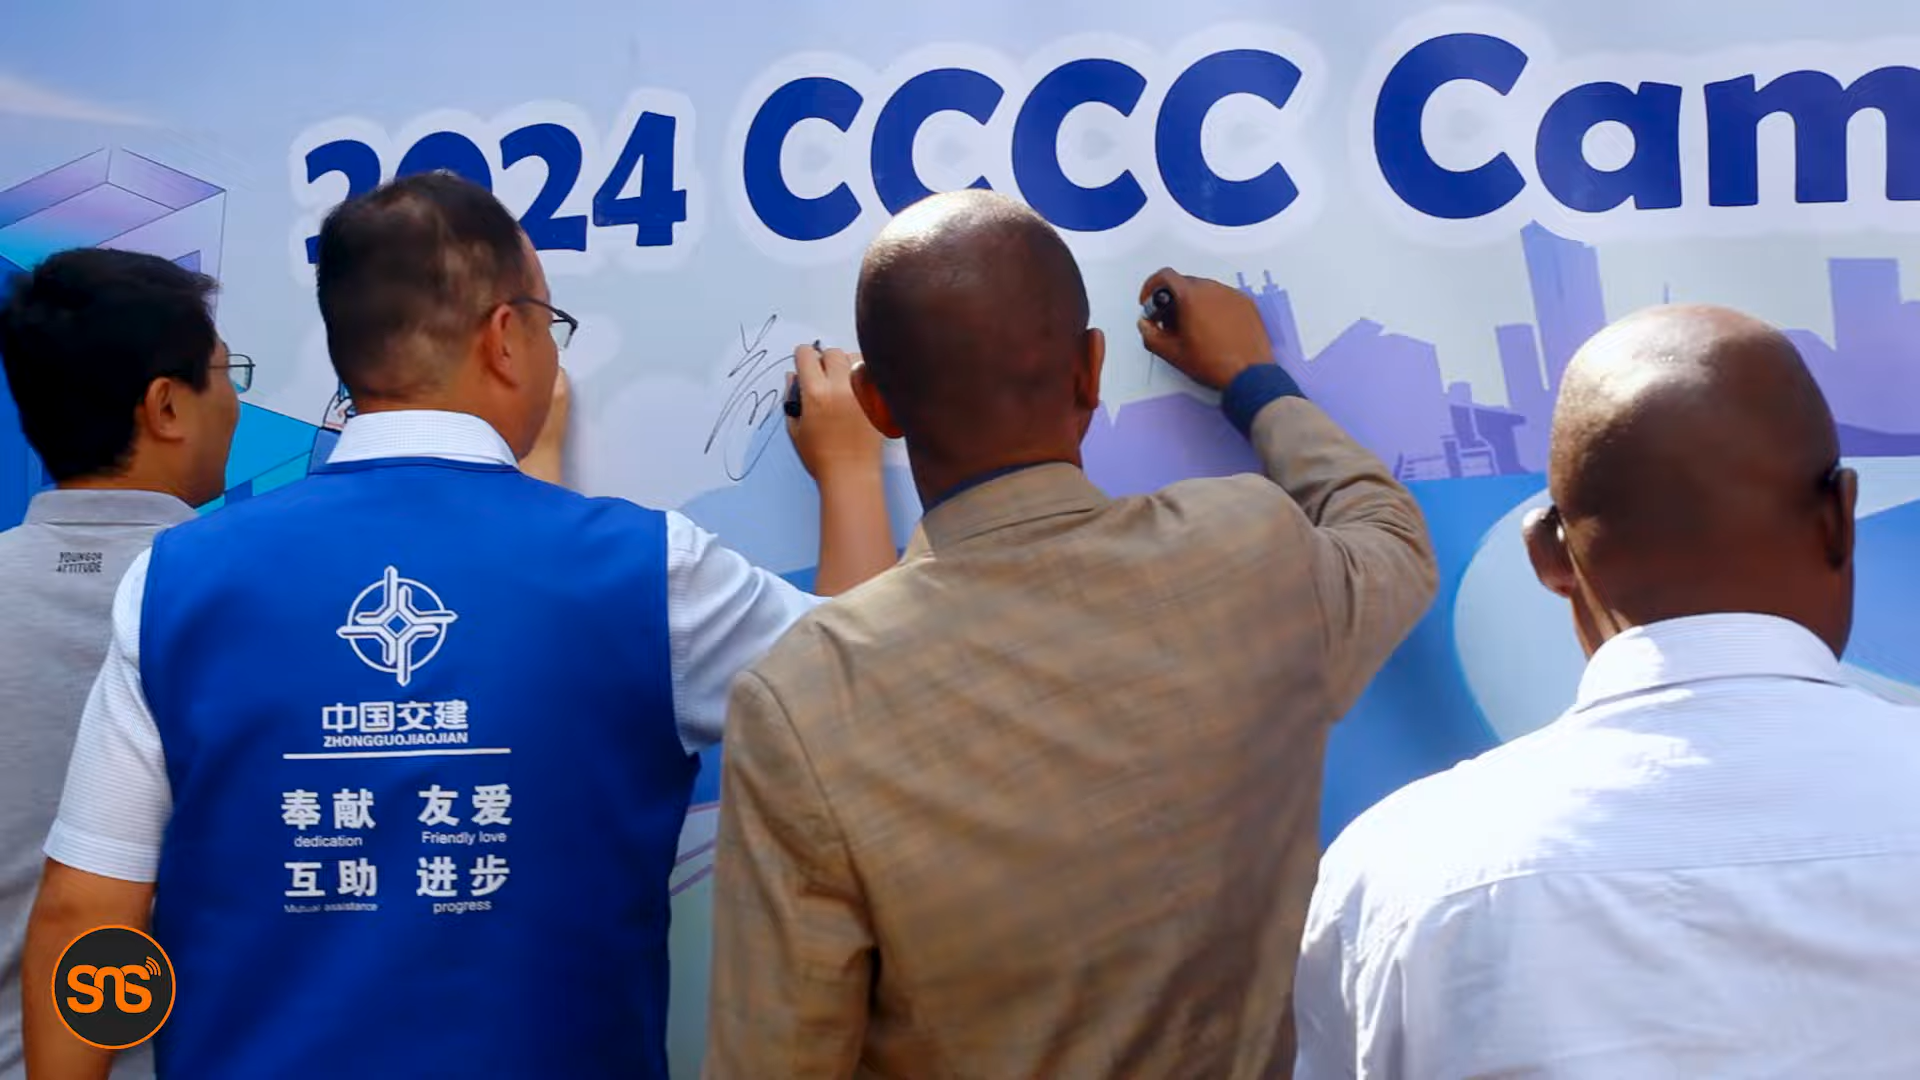 2024 CCCC Cam
YOUNGOR
ATTITUDE
中国交建
ZHONGGUOJIAOJIAN
奉献 友爱
dedication Friendly love
互助 进步
Mutual assistance progress
SNS